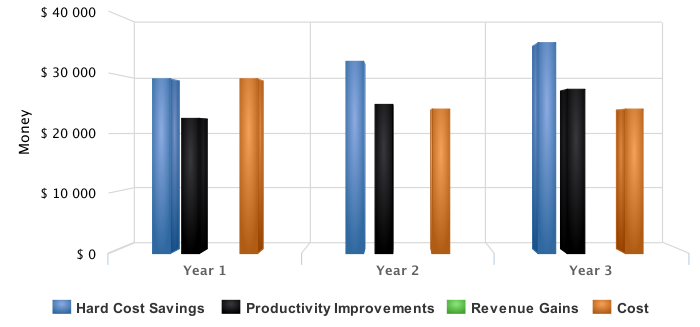 $ 40 000
$ 30 000
$ 20 000
$ 10 000
$ 0
Money
Year 1 Year 2 Year 3
Hard Cost Savings Productivity Improvements Revenue Gains Cost